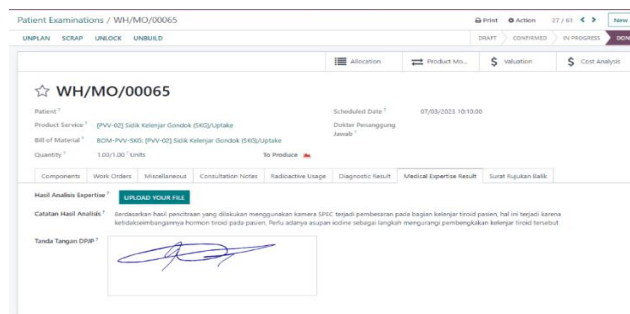 Patient Examinations / WH/MO/00065
Print Action 27 / 61 New
UNPLAN SCRAP UNLOCK UNBUILD
DRAFT CONFIRMED IN PROGRESS DON
Allocation Product Mo... Valuation Cost Analysis
WH/MO/00065
Patient ? Scheduled Date ? 07/03/2023 10:10:00
Product Service ? [PVV-02] Sidik Kelenjar Gondok (SKG)/Uptake Dokter Penanggung
Jawab ?
Bill of Material ? BOM-PVV-SKG: [PVV-02] Sidik Kelenjar Gondok (SKG)/Uptake
Quantity ? 1.00/1.00 Units To Produce
Components Work Orders Miscellaneous Consultation Notes Radioactive Usage Diagnostic Result Medical Expertise Result Surat Rujukan Balik
Hasil Analisis Expertise ? UPLOAD YOUR FILE
Catatan Hasil Analisis ? Berdasarkan hasil pencitraan yang dilakukan menggunakan kamera SPEC terjadi pembesaran pada bagian kelenjar timid pasien, hal ini terjadi karena
ketidakseimbangannya hormon tiroid pada pasien. Perlu adanya asupan iodine sebagai langkah mengurangi pembengkakan kelenjar tiroid tersebut
Tanda Tangan DPJP ?